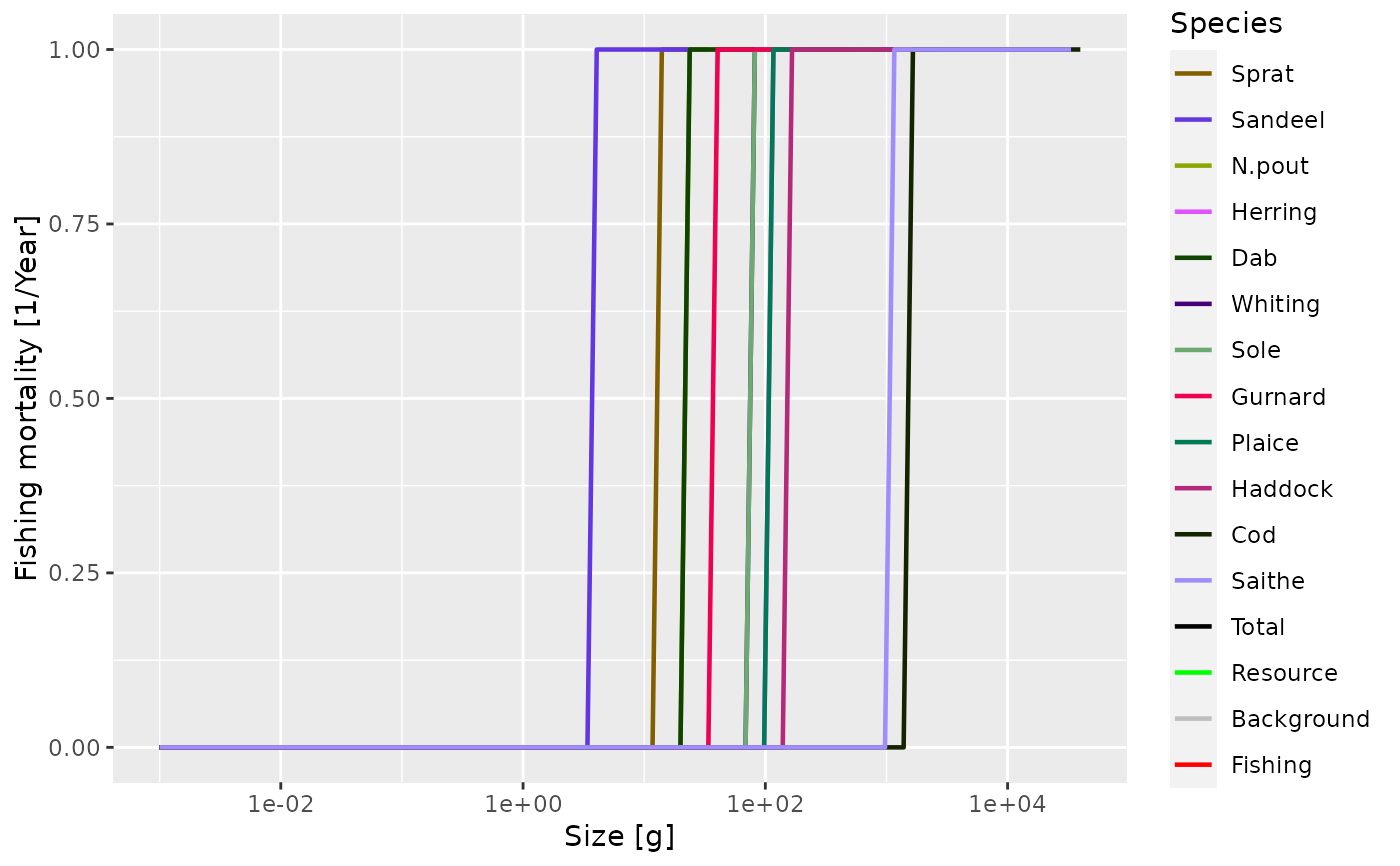 Fishing mortality [1/Year]
1.00
0.75
0.50
0.25
0.00
1e-02
1e+00
1e+02
1e+04
Size [g]
Species
Sprat
Sandeel
N.pout
Herring
Dab
Whiting
Sole
Gurnard
Plaice
Haddock
Cod
Saithe
Total
Resource
Background
Fishing